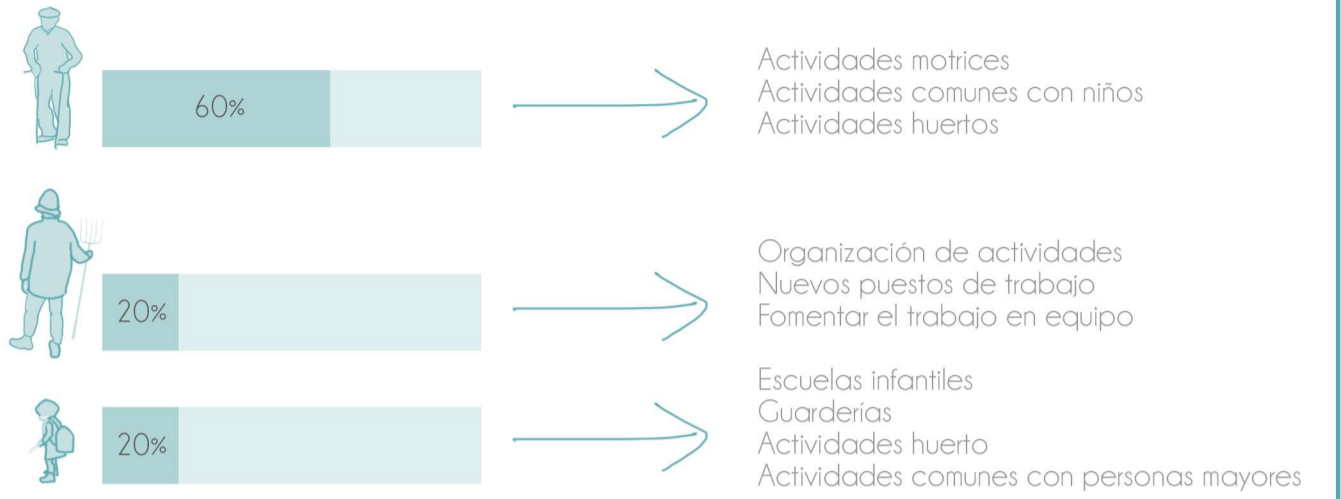 60%
Actividades motrices
Actividades comunes con niños
Actividades huertos
20%
Organización de actividades
Nuevos puestos de trabajo
Fomentar el trabajo en equipo
20%
Escuelas infantiles
Guarderías
Actividades huerto
Actividades comunes con personas mayores